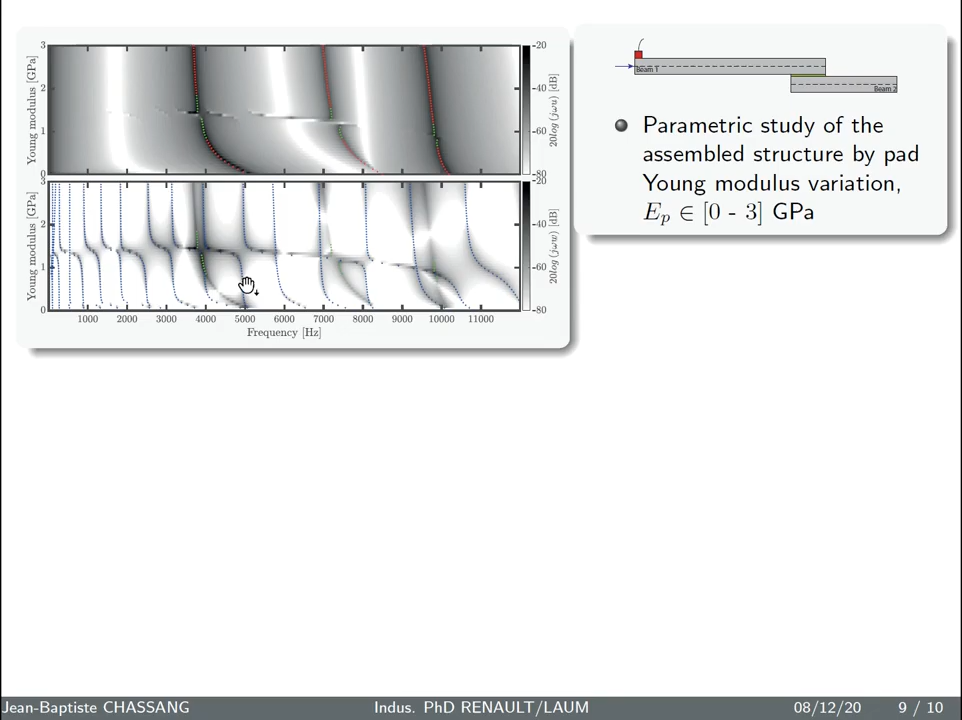 3
2
1
0
Young modulus [GPa]
-20
-40
-60
-80
20log(jωu) [dB]
3
2
1
0
Young modulus [GPa]
-20
-40
-60
-80
20log(jωw) [dB]
1000 2000 3000 4000 5000 6000 7000 8000 9000 10000 11000
Frequency [Hz]
Beam 1
Beam 2
Parametric study of the
assembled structure by pad
Young modulus variation,
E_p ∈ [0 - 3] GPa
Jean-Baptiste CHASSANG Indus. PhD RENAULT/LAUM 08/12/20 9 / 10